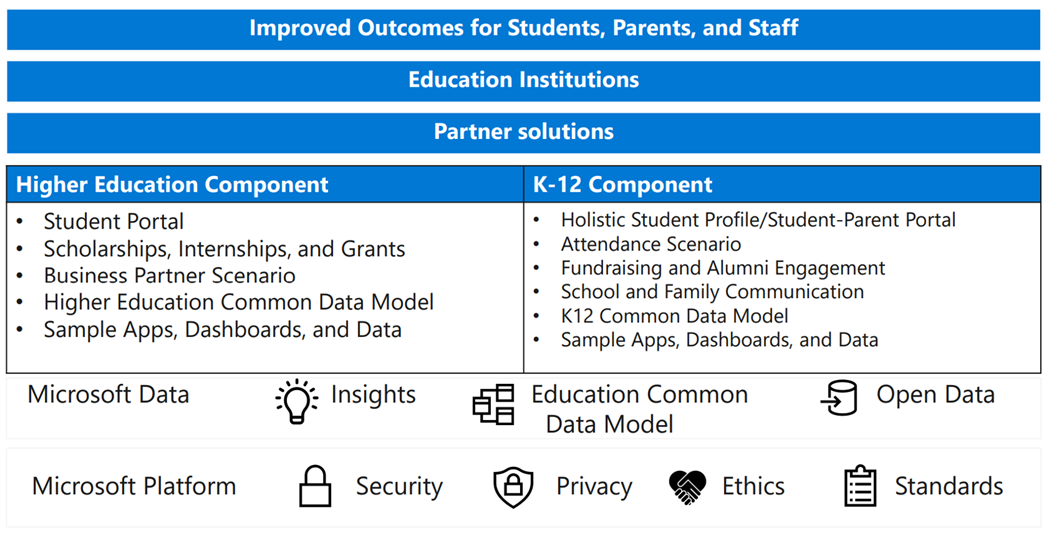 Improved Outcomes for Students, Parents, and Staff
Education Institutions
Partner solutions
Higher Education Component
• Student Portal
• Scholarships, Internships, and Grants
• Business Partner Scenario
• Higher Education Common Data Model
• Sample Apps, Dashboards, and Data
K-12 Component
• Holistic Student Profile/Student-Parent Portal
• Attendance Scenario
• Fundraising and Alumni Engagement
• School and Family Communication
• K12 Common Data Model
• Sample Apps, Dashboards, and Data
Microsoft Data
Insights
Education Common
Data Model
Open Data
Microsoft Platform
Security
Privacy
Ethics
Standards